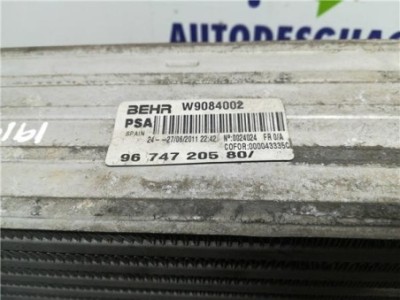 AUTODESGUAC
BEHR W9084002
PSA
SPAIN 24--27/06/2011 22:42 Nº:0024024 FR 0/A
COFOR:000043335C
96 747 205 80/
1619